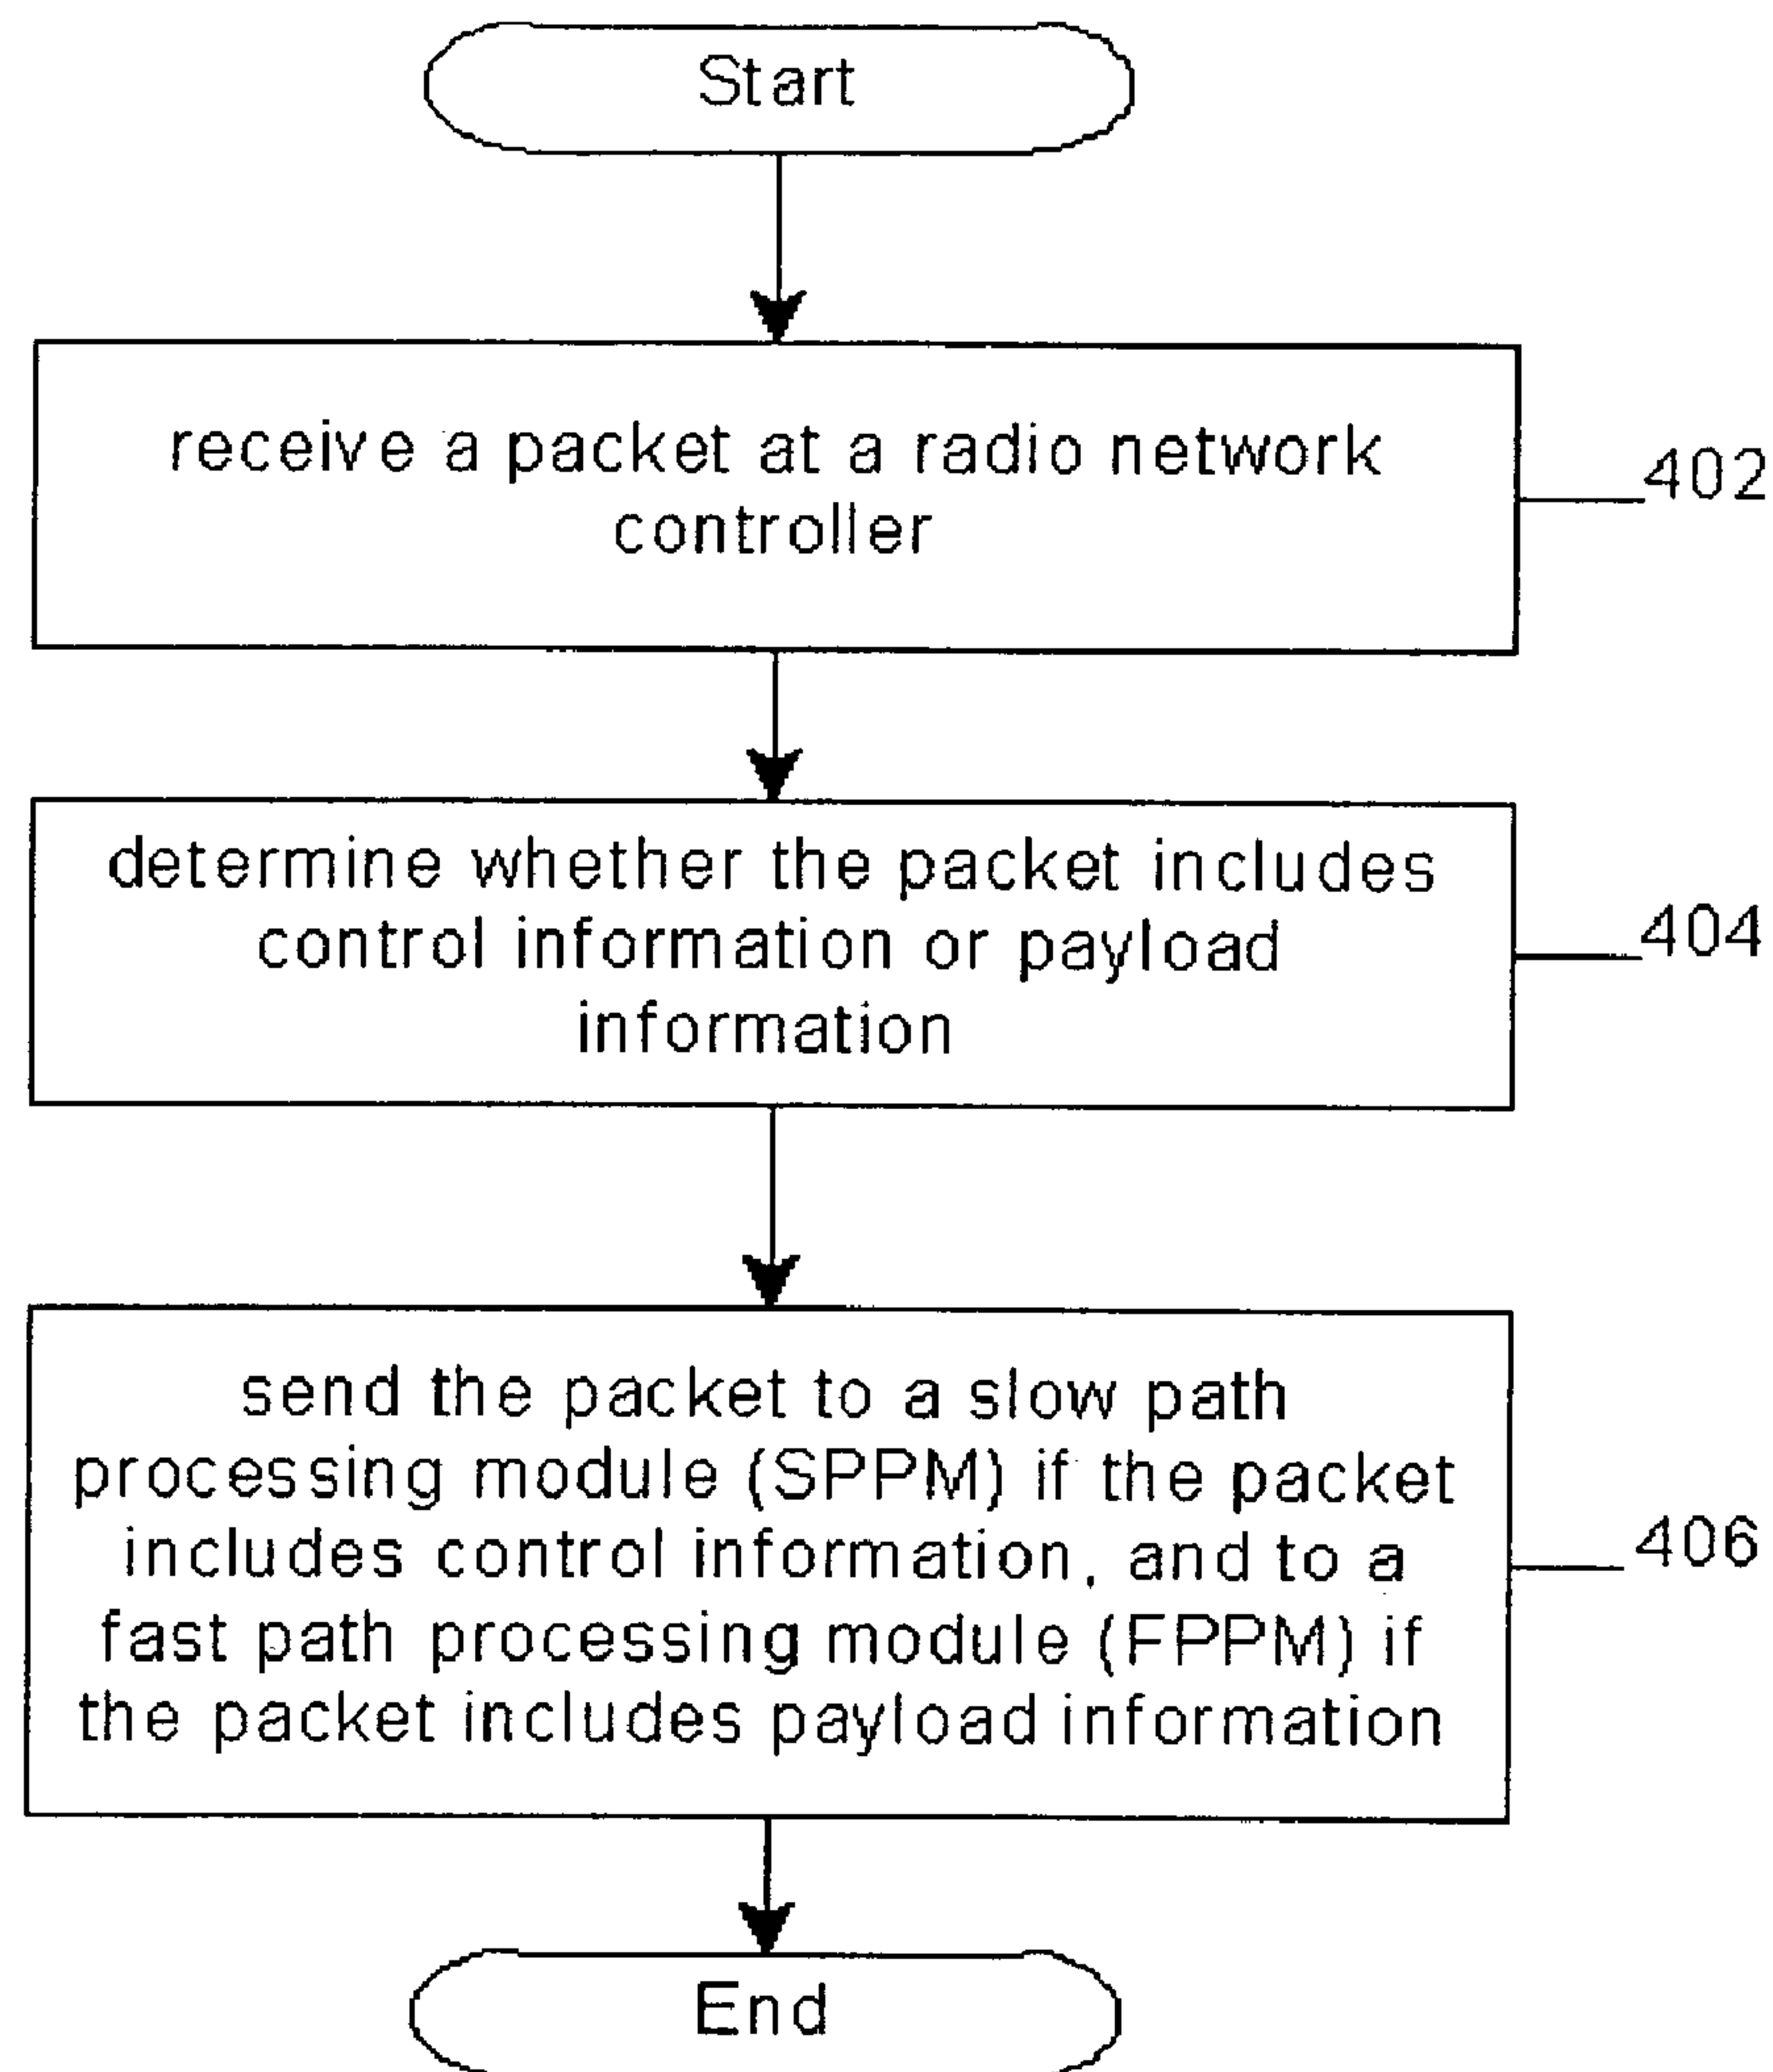 Start
receive a packet at a radio network
controller
402
determine whether the packet includes
control information or payload
information
404
send the packet to a slow path
processing module (SPPM) if the packet
includes control information, and to a
fast path processing module (FPPM) if
the packet includes payload information
406
End